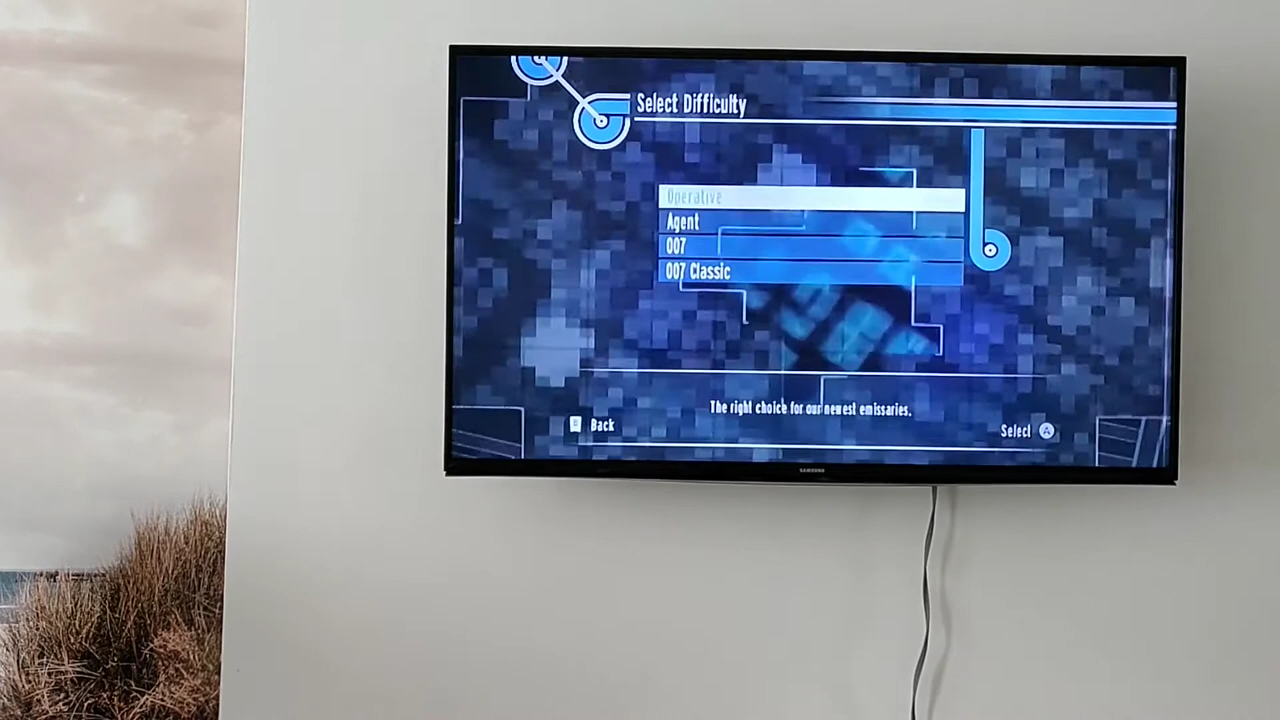 Select Difficulty
Operative
Agent
007
007 Classic
The right choice for our newest emissaries.
Back
Select A
SAMSUNG